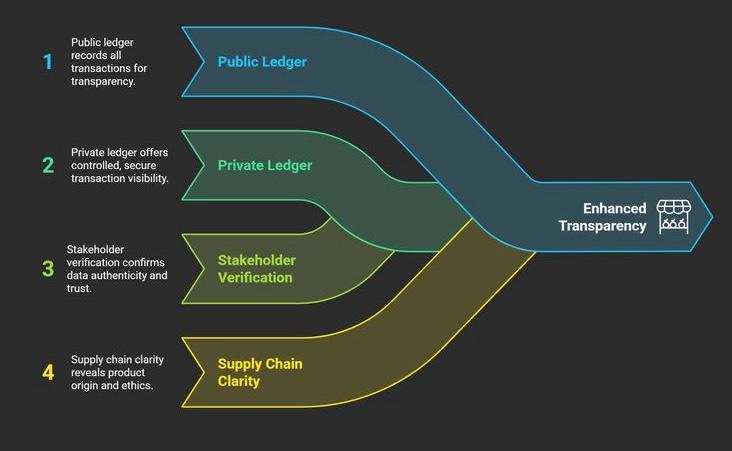 1
Public ledger
records all
transactions for
transparency.
Public Ledger
2
Private ledger offers
controlled, secure
transaction visibility.
Private Ledger
Enhanced
Transparency
3
Stakeholder
verification confirms
data authenticity and
trust.
Stakeholder
Verification
4
Supply chain clarity
reveals product
origin and ethics.
Supply Chain
Clarity